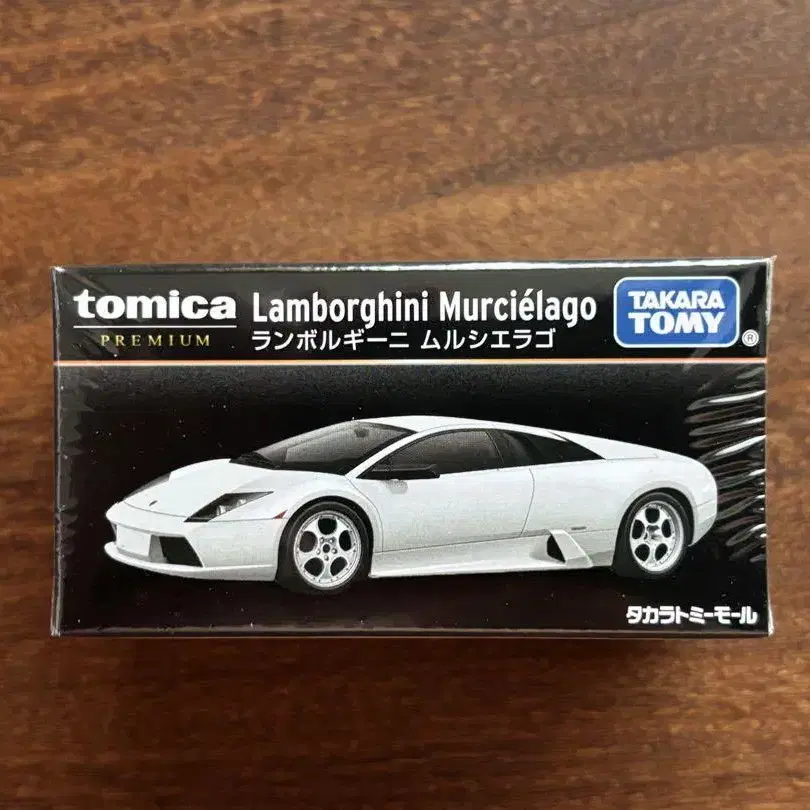 tomica
PREMIUM
Lamborghini Murciélago
ランボルギーニ ムルシエラゴ
TAKARA
TOMY
®
タカラトミーモール